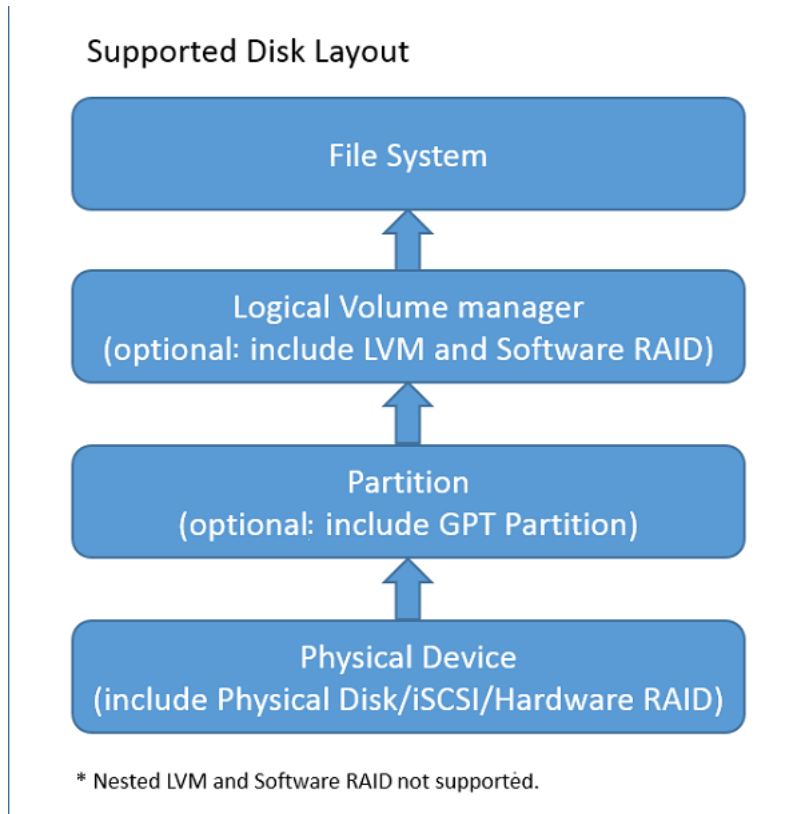 Supported Disk Layout
File System
Logical Volume manager
(optional: include LVM and Software RAID)
Partition
(optional: include GPT Partition)
Physical Device
(include Physical Disk/iSCSI/Hardware RAID)
* Nested LVM and Software RAID not supported.